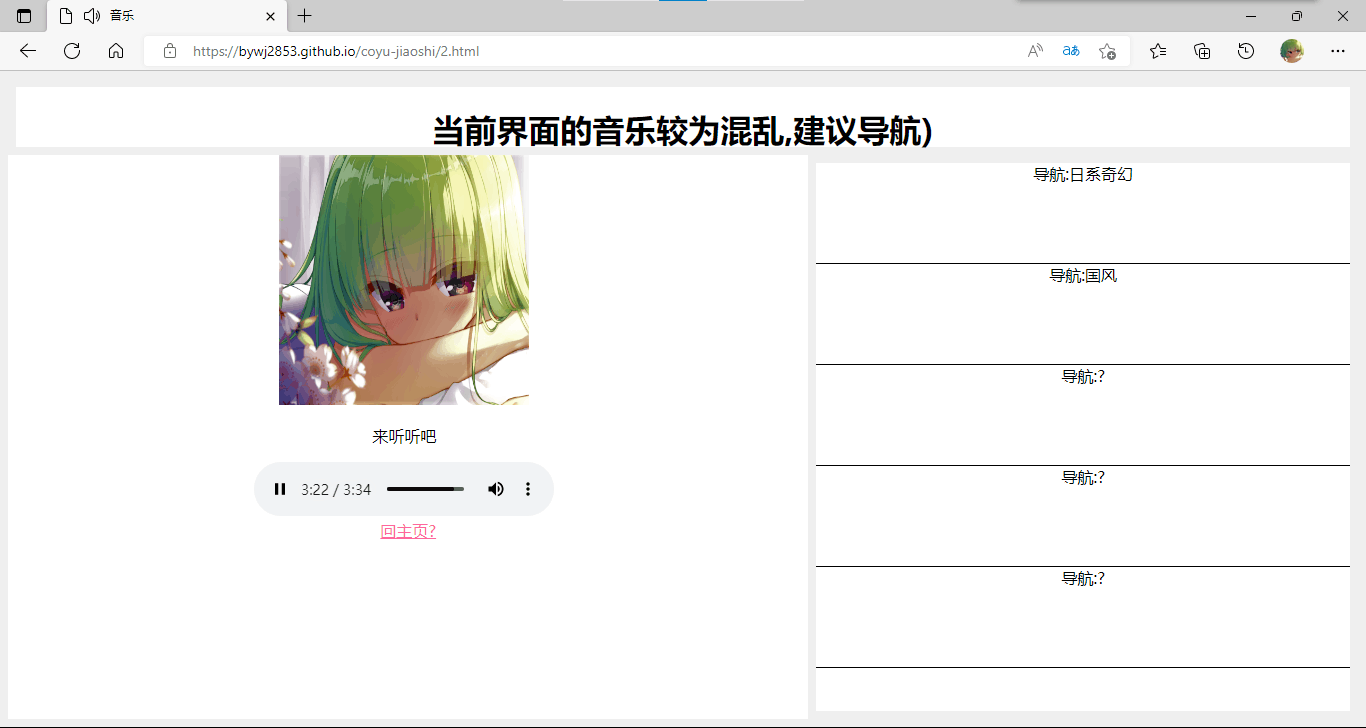 音乐
https://bywj2853.github.io/coyu-jiaoshi/2.html
当前界面的音乐较为混乱,建议导航)
来听听吧
3:22 / 3:34
回主页?
导航:日系奇幻
导航:国风
导航:?
导航:?
导航:?